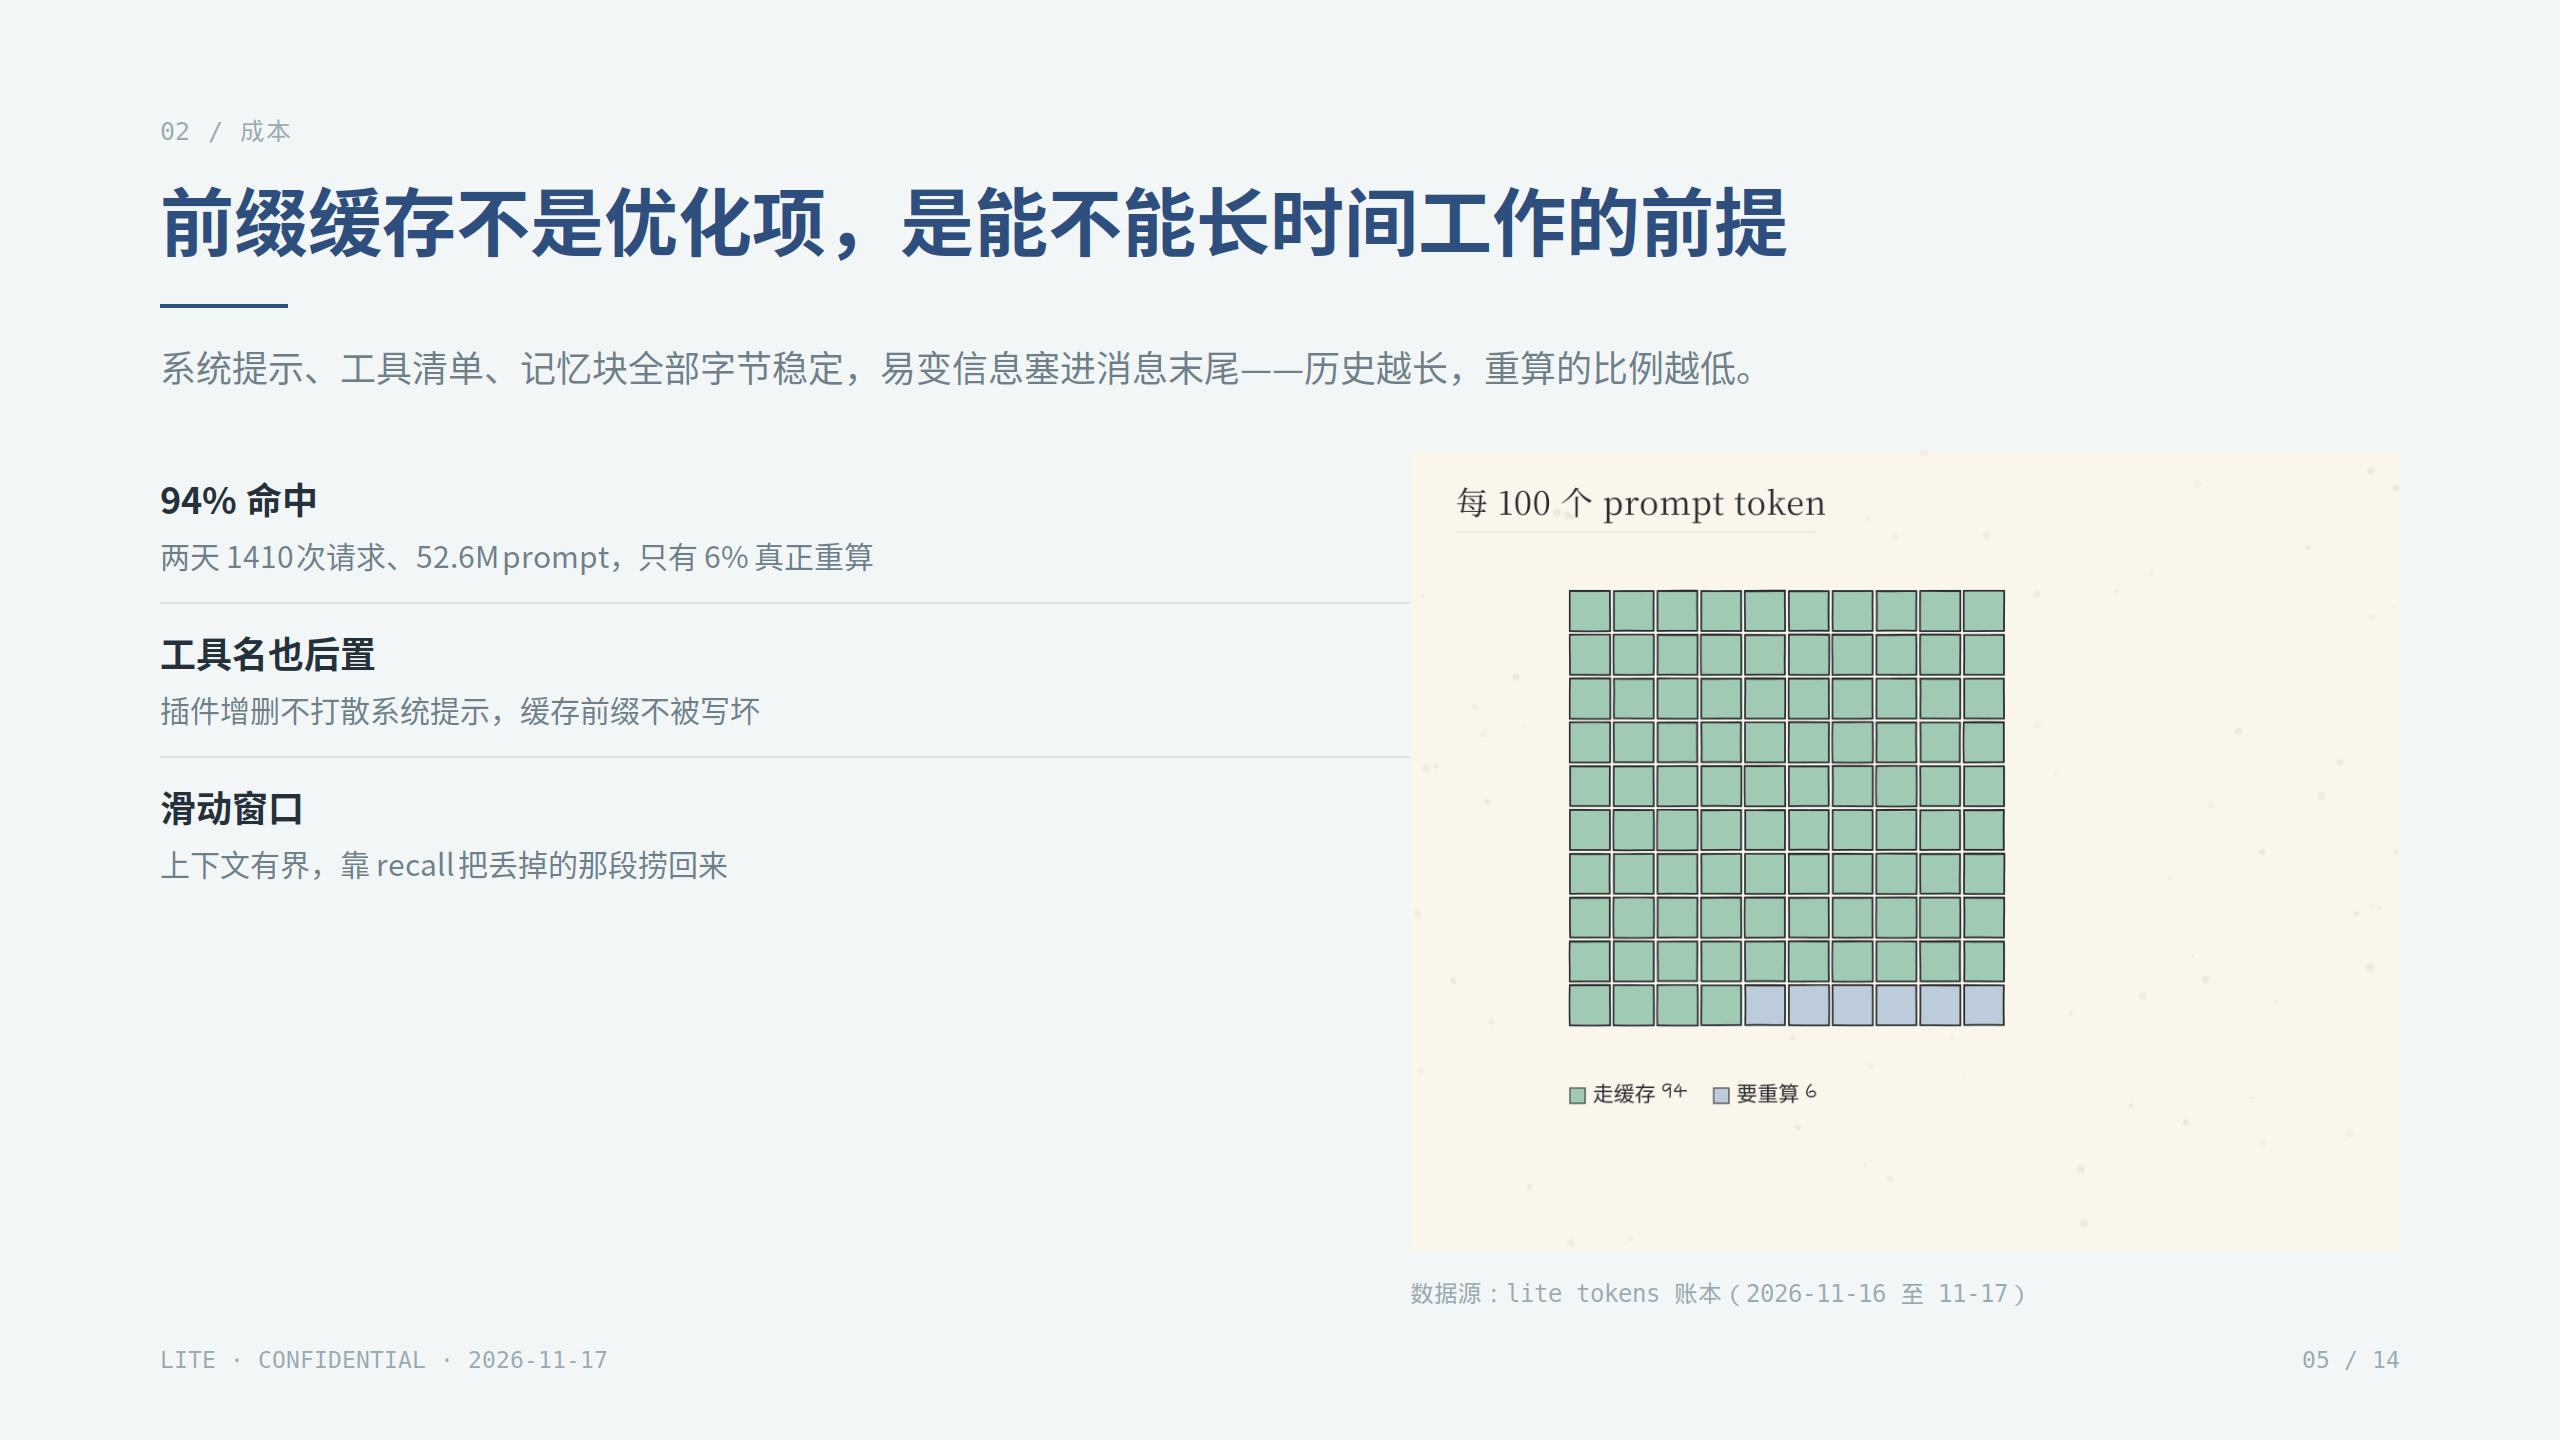 02 / 成本
前缀缓存不是优化项，是能不能长时间工作的前提
系统提示、工具清单、记忆块全部字节稳定，易变信息塞进消息末尾——历史越长，重算的比例越低。
94% 命中
两天 1410 次请求、52.6M prompt，只有 6% 真正重算
工具名也后置
插件增删不打散系统提示，缓存前缀不被写坏
滑动窗口
上下文有界，靠 recall 把丢掉的那段捞回来
每 100 个 prompt token
走缓存 94 要重算 6
数据源：lite tokens 账本（2026-11-16 至 11-17）
LITE · CONFIDENTIAL · 2026-11-17
05 / 14